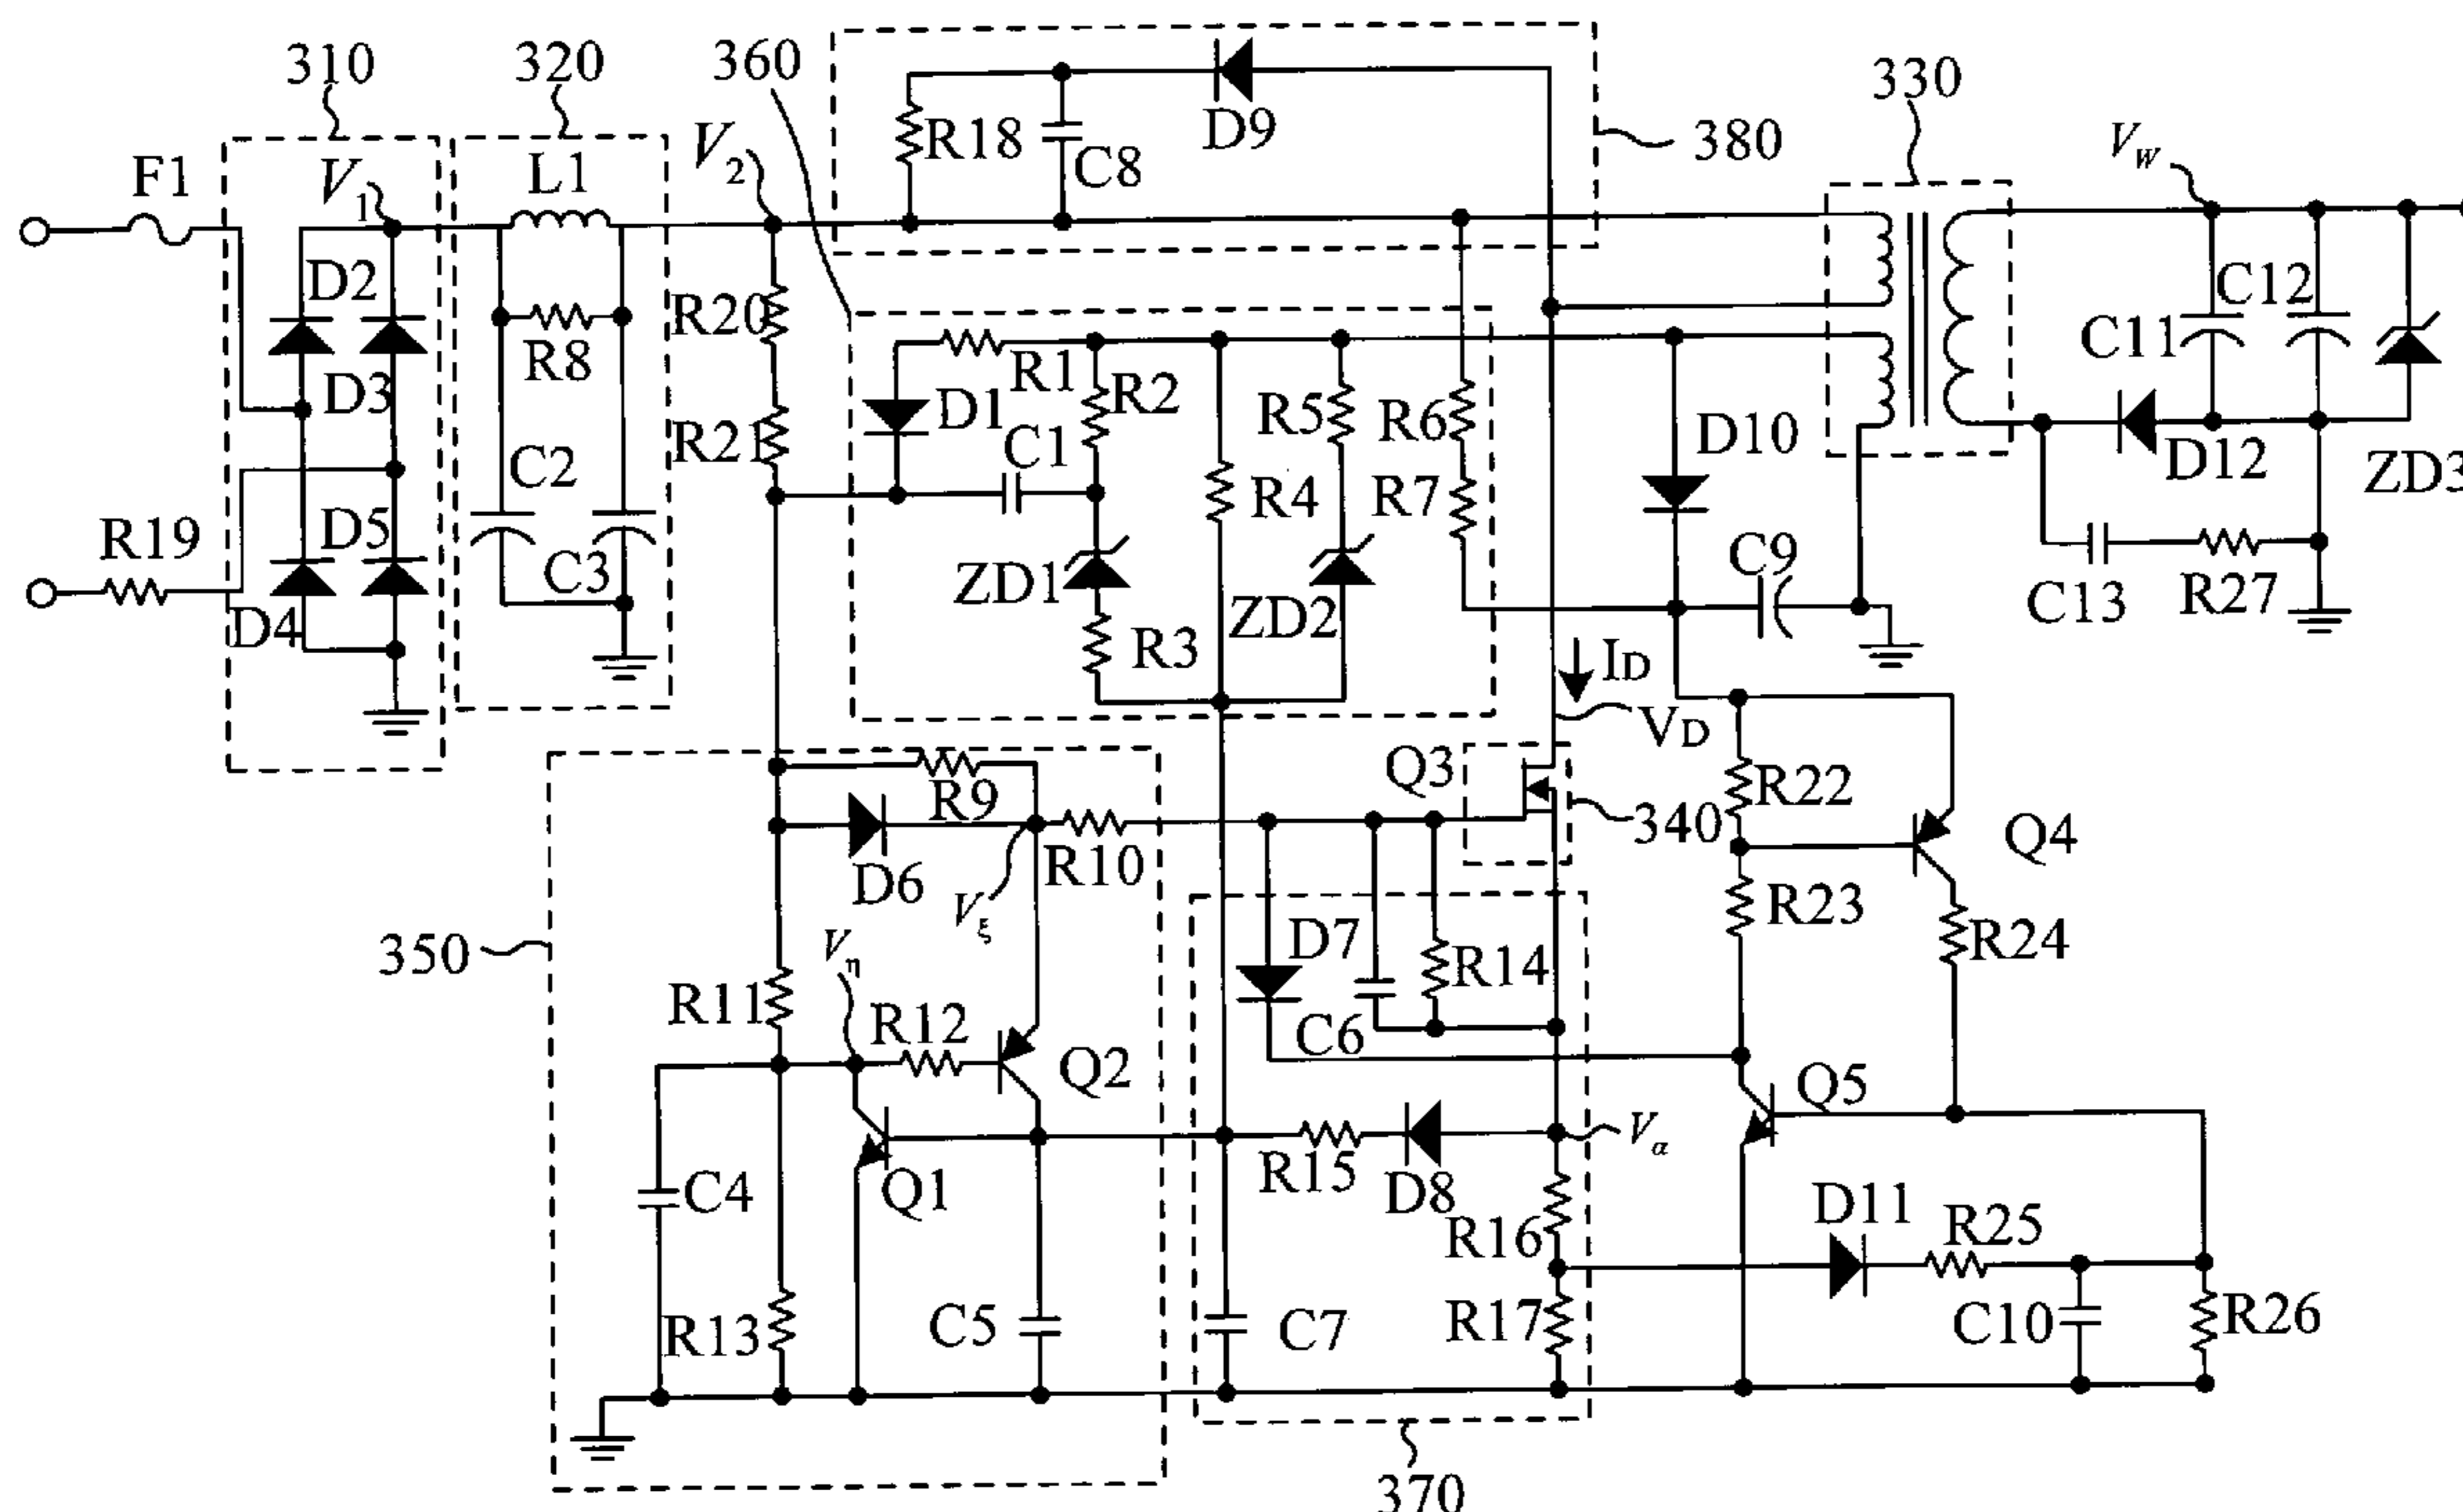 310
320
360
330
380
F1
V1
L1
V2
R18
C8
D9
VW
D2
D3
R8
R20
R21
R1
D1
R2
C1
R5
R6
R4
R7
D10
C11
C12
D12
ZD3
C2
C3
D5
D4
R19
ZD1
R3
ZD2
C9
C13
R27
ID
VD
Q3
340
R22
Q4
R9
D6
R10
Vξ
R23
R24
350
Vη
R11
R12
Q2
D7
C6
R14
Q5
C4
Q1
R15
D8
Vα
R16
D11
R25
R13
C5
C7
R17
C10
R26
370